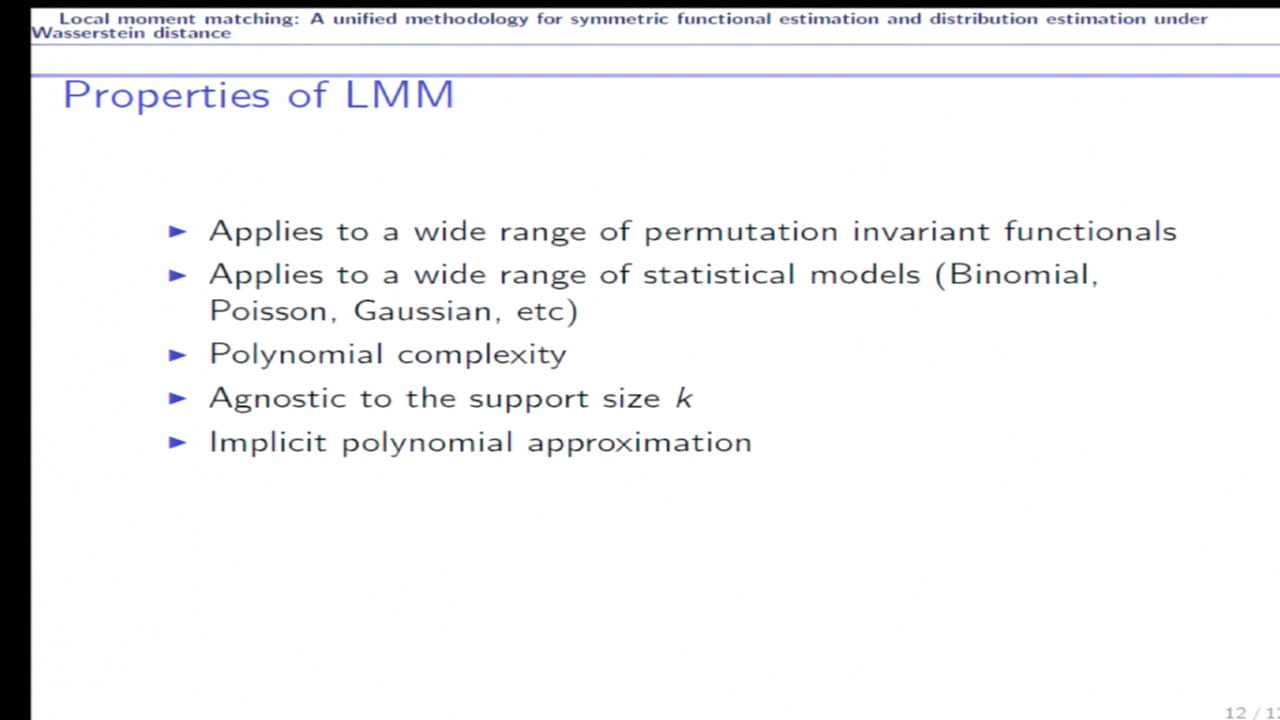 Local moment matching: A unified methodology for symmetric functional estimation and distribution estimation under
Wasserstein distance
Properties of LMM
► Applies to a wide range of permutation invariant functionals
► Applies to a wide range of statistical models (Binomial,
Poisson, Gaussian, etc)
► Polynomial complexity
► Agnostic to the support size k
► Implicit polynomial approximation
12 /